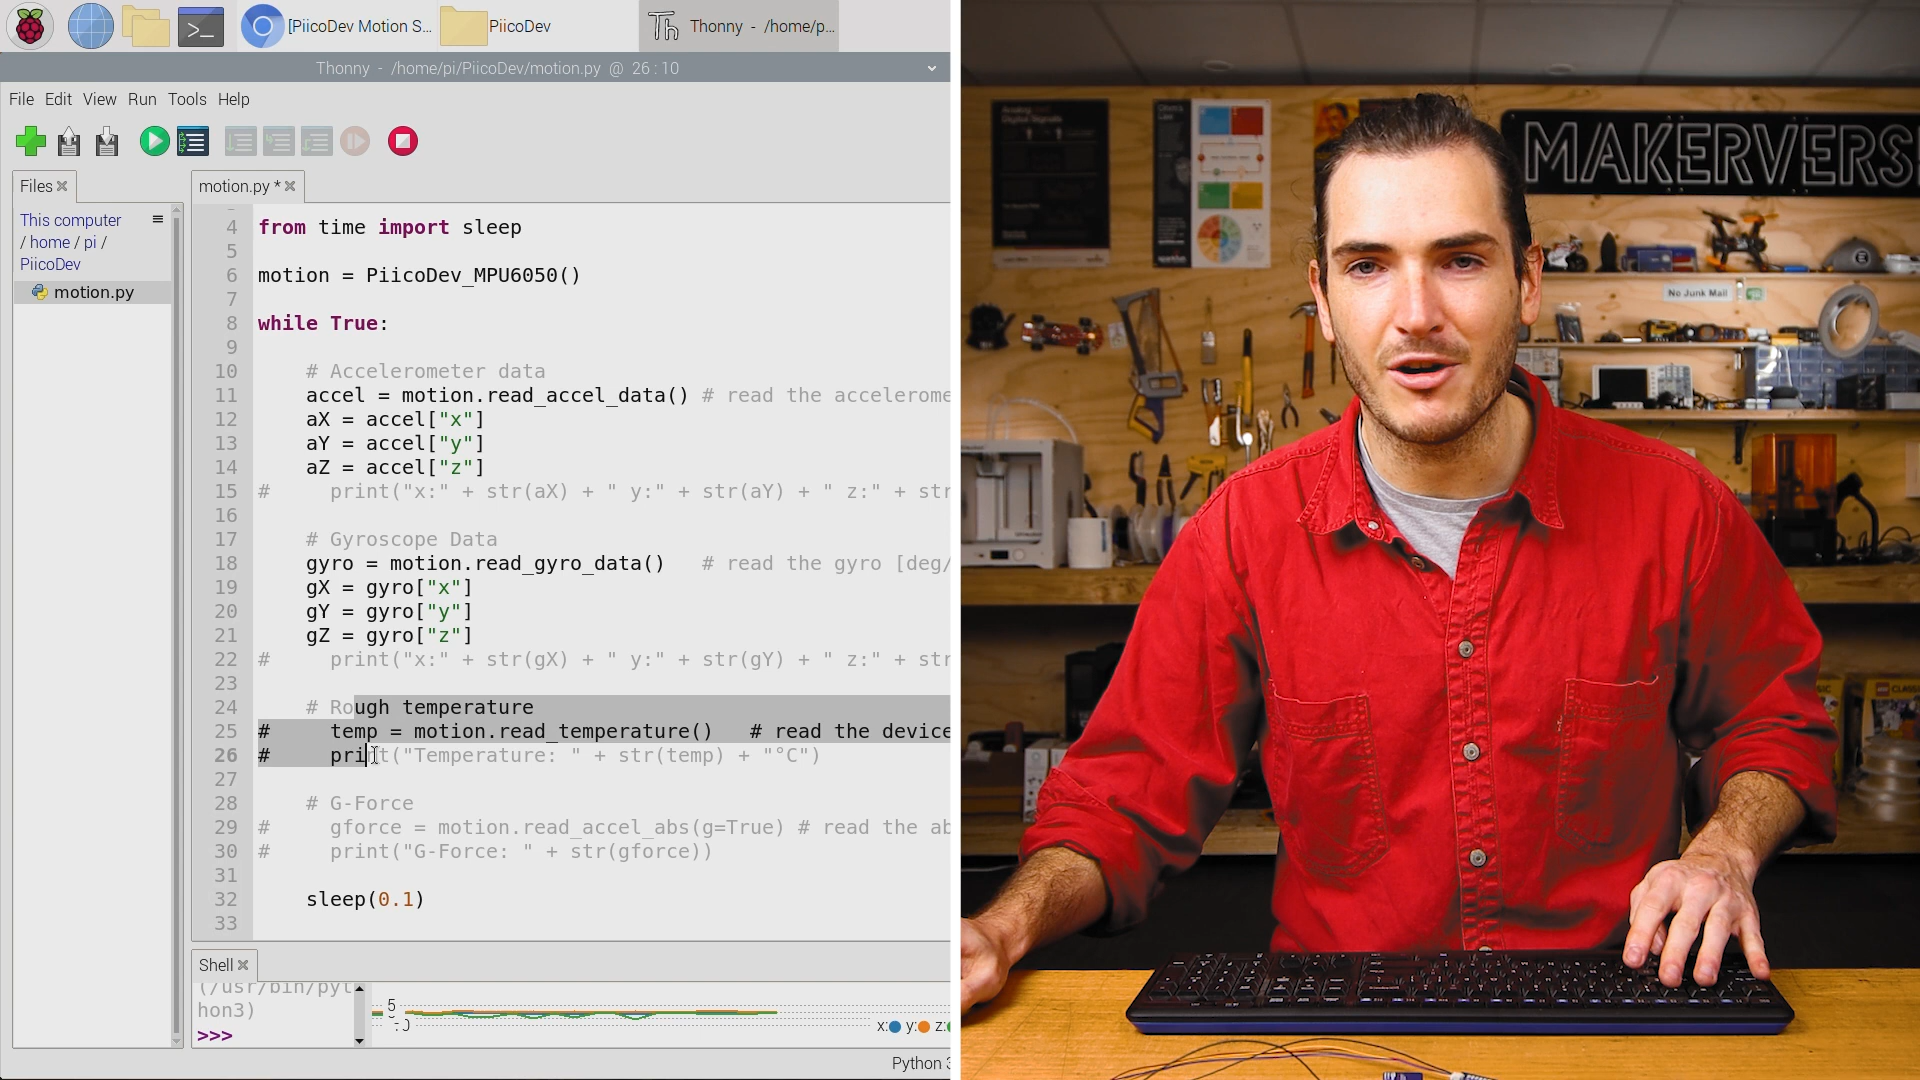 [PiicoDev Motion S...
PiicoDev
Thonny - /home/p...
Thonny - /home/pi/PiicoDev/motion.py @ 26 : 10
File Edit View Run Tools Help
Files
This computer
/ home / pi /
PiicoDev
motion.py
motion.py *
4 from time import sleep
5
6 motion = PiicoDev_MPU6050()
7
8 while True:
9
10 # Accelerometer data
11 accel = motion.read_accel_data() # read the accelerome
12 aX = accel["x"]
13 aY = accel["y"]
14 aZ = accel["z"]
15 # print("x:" + str(aX) + " y:" + str(aY) + " z:" + str
16
17 # Gyroscope Data
18 gyro = motion.read_gyro_data() # read the gyro [deg/
19 gX = gyro["x"]
20 gY = gyro["y"]
21 gZ = gyro["z"]
22 # print("x:" + str(gX) + " y:" + str(gY) + " z:" + str
23
24 # Rough temperature
25 # temp = motion.read_temperature() # read the device
26 # print("Temperature: " + str(temp) + "°C")
27
28 # G-Force
29 # gforce = motion.read_accel_abs(g=True) # read the ab
30 # print("G-Force: " + str(gforce))
31
32 sleep(0.1)
33
Shell
(/usr/bin/pyt
hon3)
>>>
5
x: y: z:
Python 3
MAKERVERS
No Junk Mail